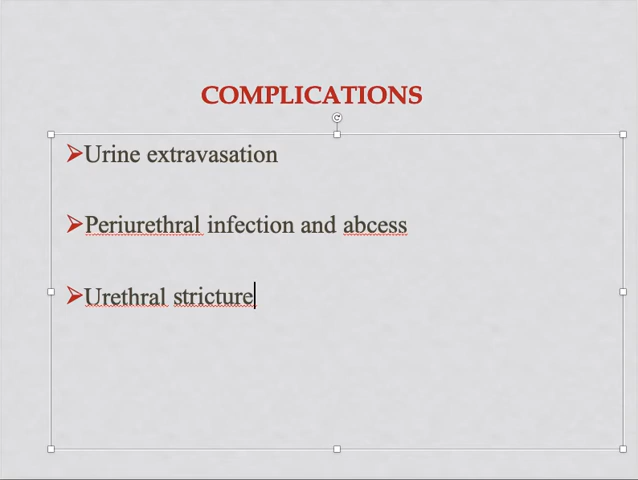 COMPLICATIONS
➢Urine extravasation
➢Periurethral infection and abcess
➢Urethral stricture